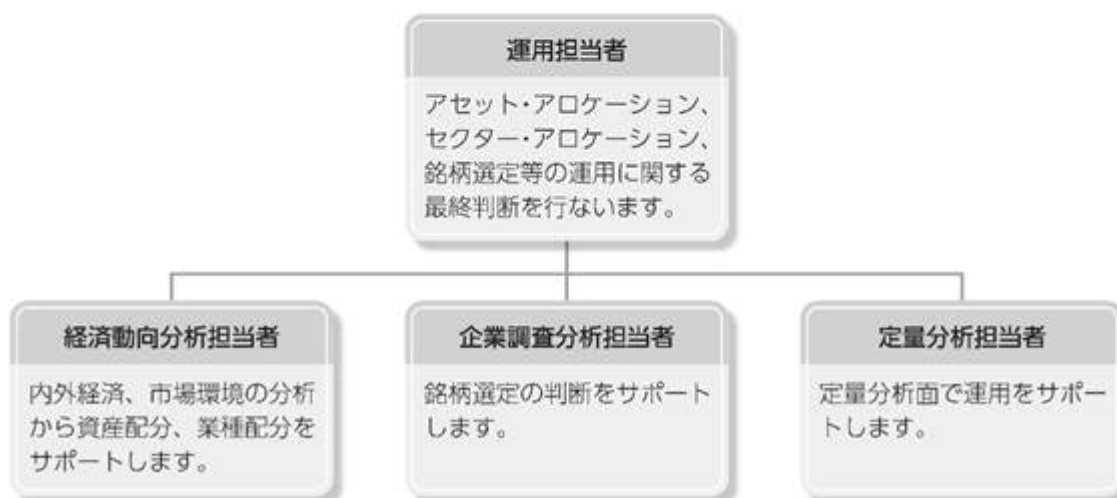 運用担当者
アセット・アロケーション、
セクター・アロケーション、
銘柄選定等の運用に関する
最終判断を行ないます。
経済動向分析担当者
内外経済、市場環境の分析
から資産配分、業種配分を
サポートします。
企業調査分析担当者
銘柄選定の判断をサポート
します。
定量分析担当者
定量分析面で運用をサポー
トします。